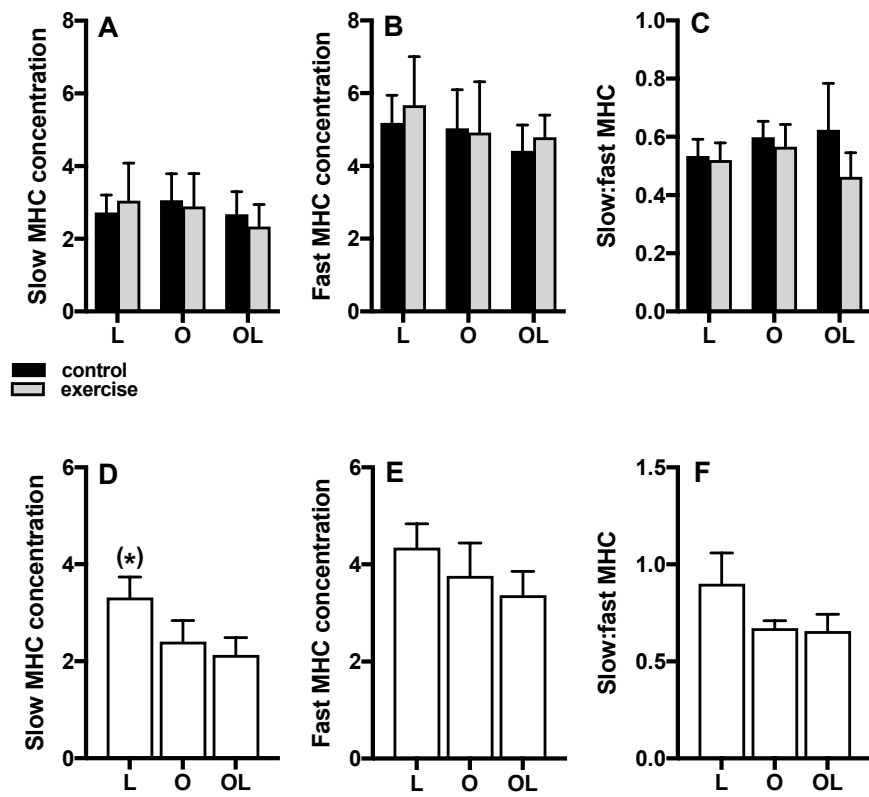 A
Slow MHC concentration
8
6
4
2
0
L O OL
B
Fast MHC concentration
8
6
4
2
0
L O OL
C
Slow:fast MHC
1.0
0.8
0.6
0.4
0.2
0.0
L O OL
control
exercise
D
Slow MHC concentration
6
4
2
0
(*)
L O OL
E
Fast MHC concentration
6
4
2
0
L O OL
F
Slow:fast MHC
1.5
1.0
0.5
0.0
L O OL